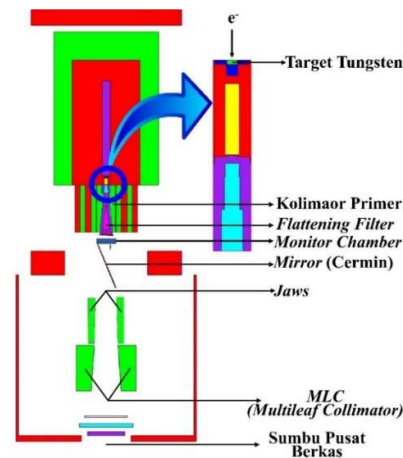 e-
Target Tungsten
Kolimaor Primer
Flattening Filter
Monitor Chamber
Mirror (Cermin)
Jaws
MLC
(Multileaf Collimator)
Sumbu Pusat
Berkas